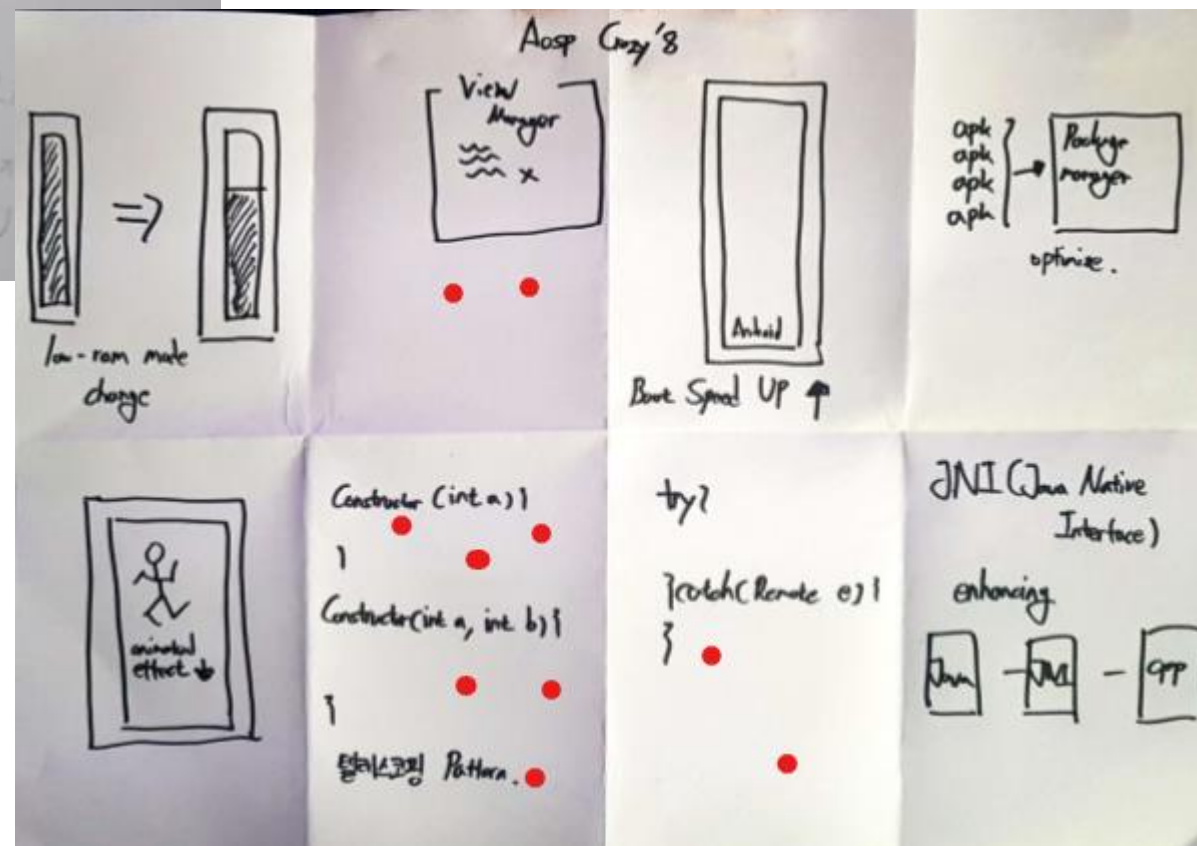 Aosp Crazy'8
low-ram mode
change
View
Manager
Android
Boot Speed UP ↑
apk
apk
apk
apk
Package
manager
optimize.
animated
effect ↓
Constructor (int a) {
}
Constructor(int a, int b) {
}
텔리스코핑 Pattern.
try {
}catch(Remote e) {
}
JNI (Java Native
Interface)
enhancing
Java - JNI - cpp